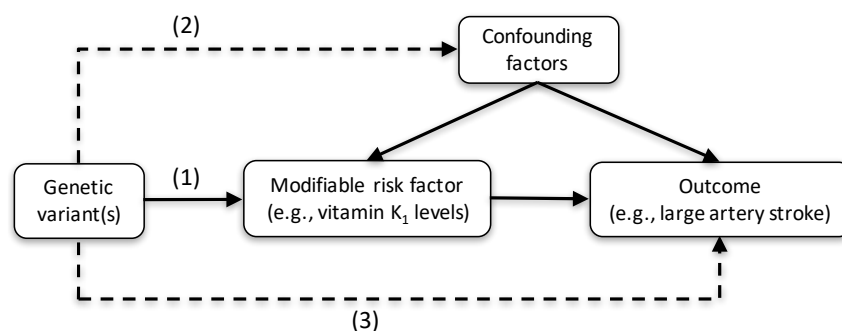 (2)
Confounding
factors
(1)
Genetic
variant(s)
Modifiable risk factor
(e.g., vitamin K₁ levels)
Outcome
(e.g., large artery stroke)
(3)